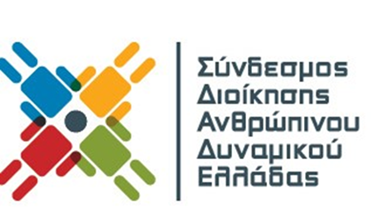 Σύνδεσμος
Διοίκησης
Ανθρώπινου
Δυναμικού
Ελλάδας